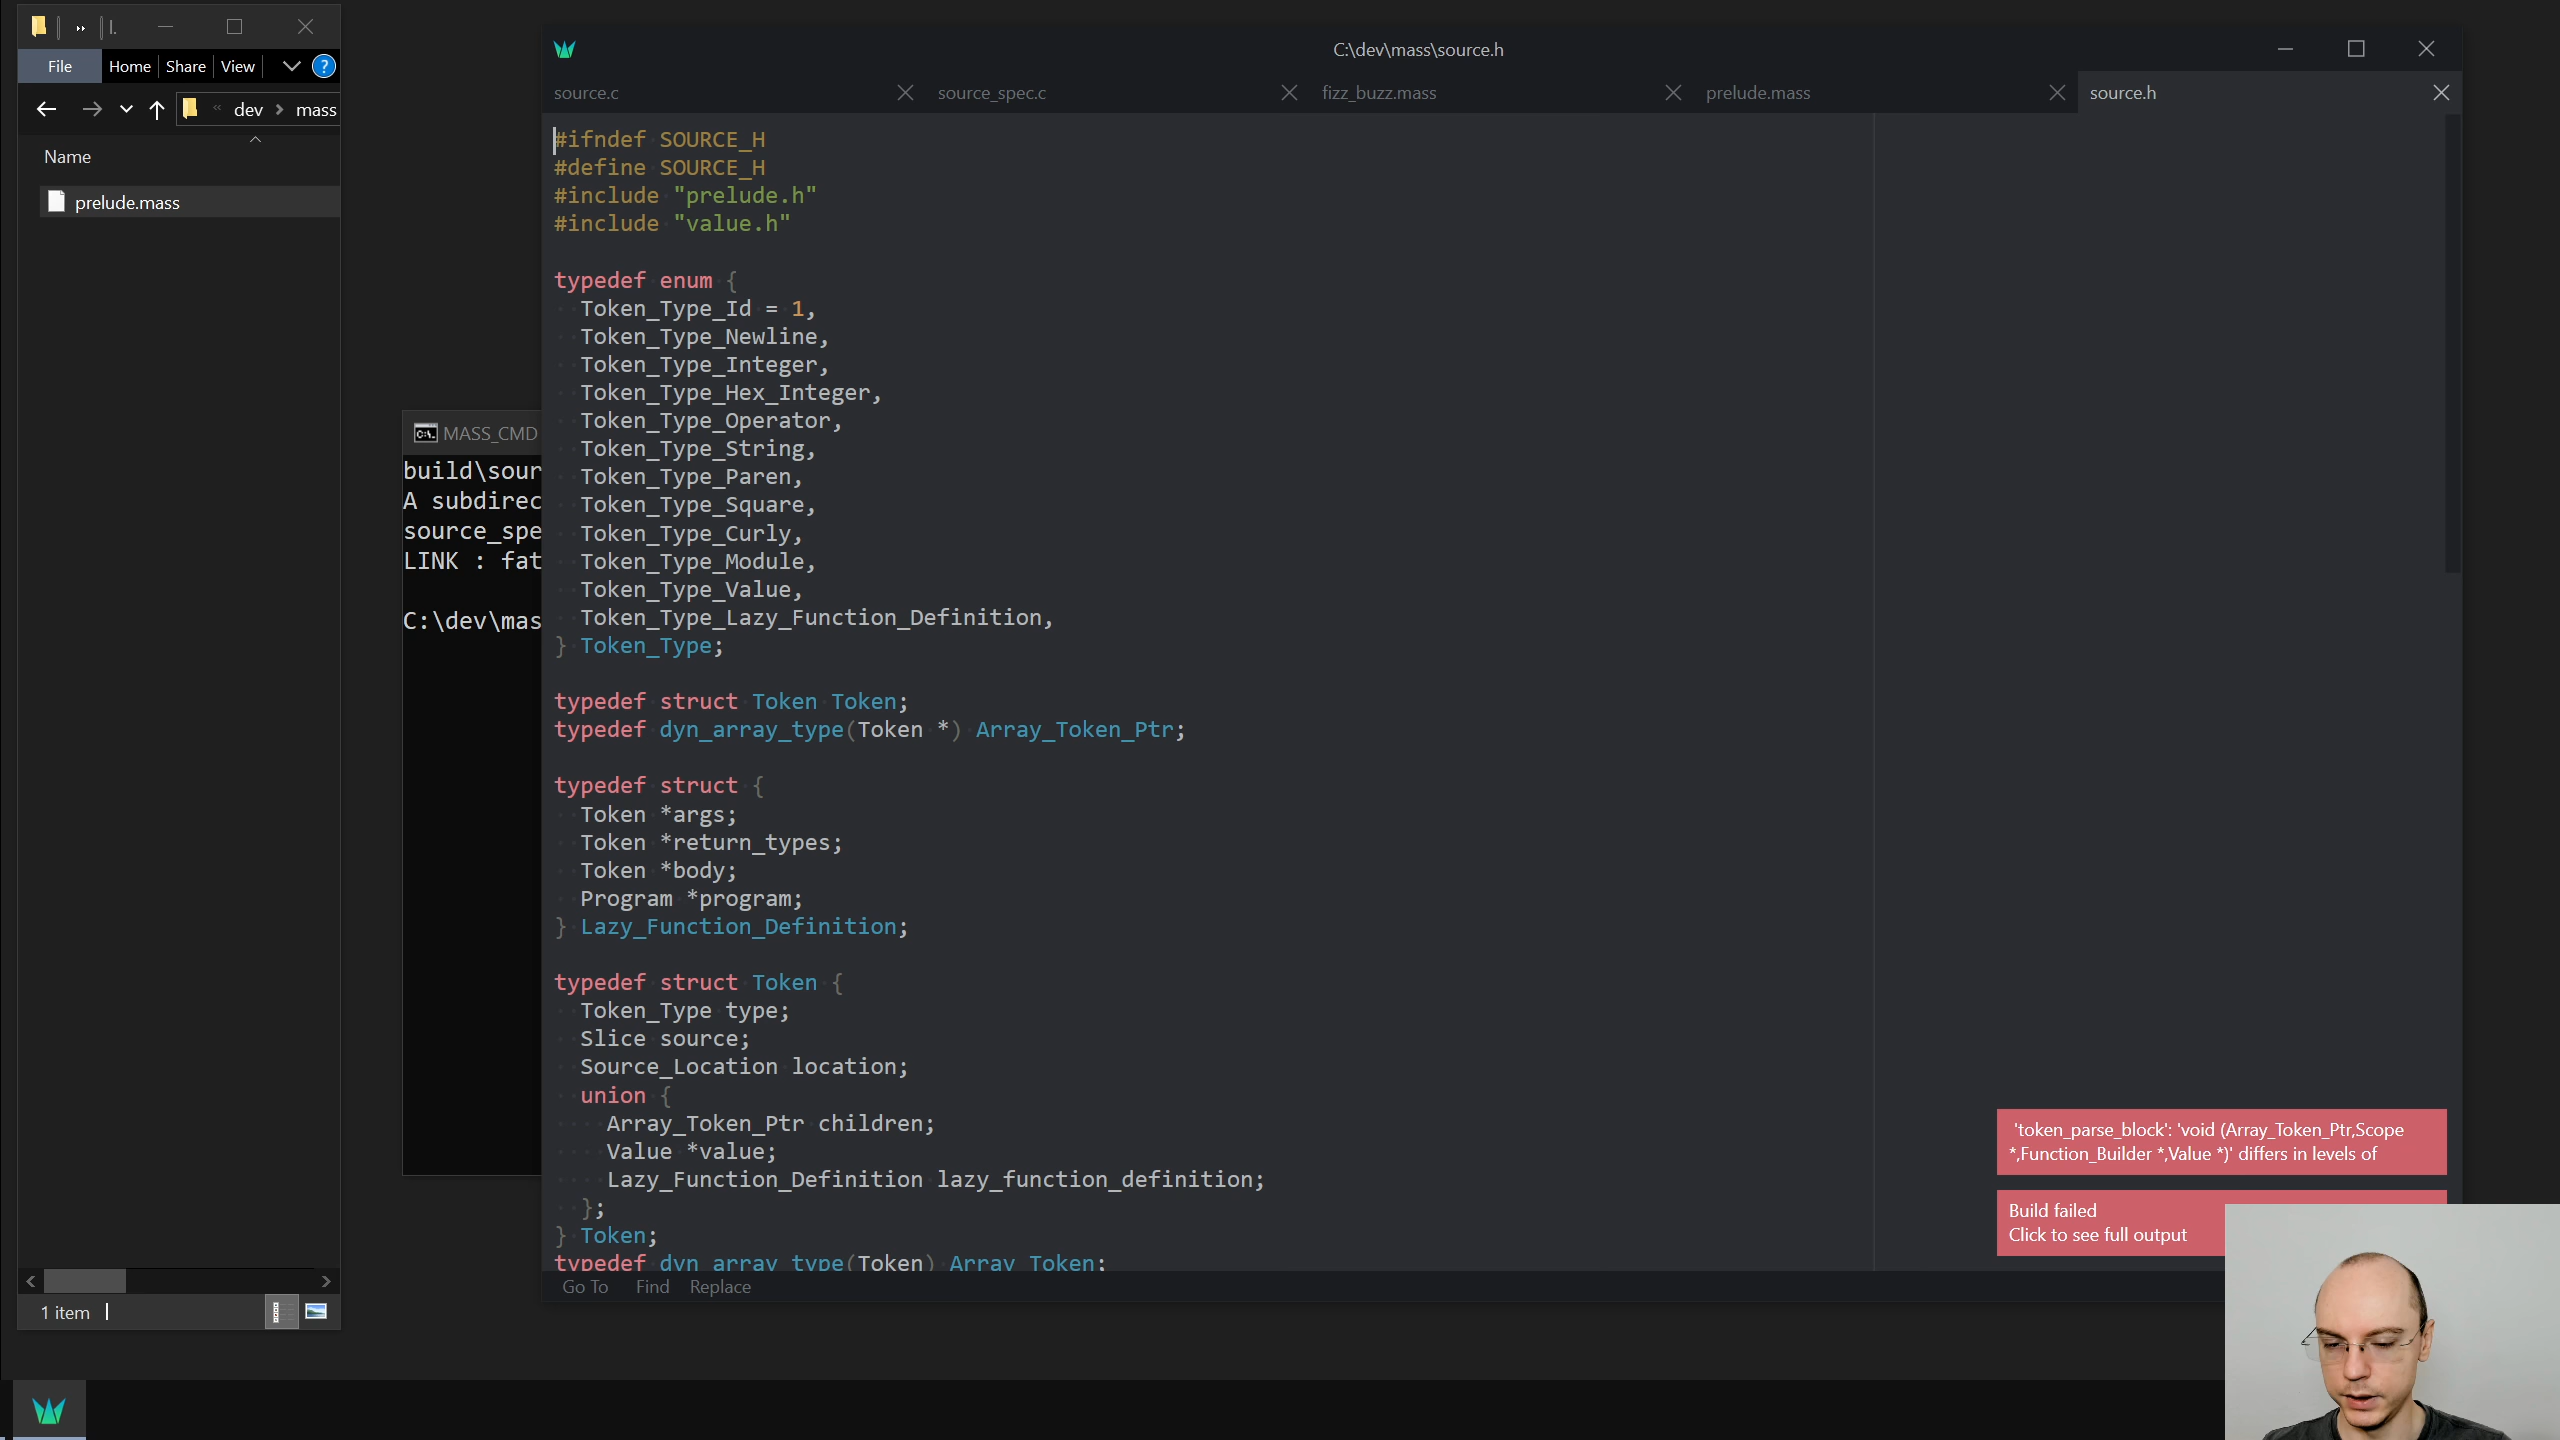 File
Home
Share
View
?
dev
mass
Name
prelude.mass
1 item
MASS_CMD
build\sour
A subdirec
source_spe
LINK : fat
C:\dev\mas
C:\dev\mass\source.h
source.c
source_spec.c
fizz_buzz.mass
prelude.mass
source.h
#ifndef SOURCE_H
#define SOURCE_H
#include "prelude.h"
#include "value.h"
typedef enum {
Token_Type_Id = 1,
Token_Type_Newline,
Token_Type_Integer,
Token_Type_Hex_Integer,
Token_Type_Operator,
Token_Type_String,
Token_Type_Paren,
Token_Type_Square,
Token_Type_Curly,
Token_Type_Module,
Token_Type_Value,
Token_Type_Lazy_Function_Definition,
} Token_Type;
typedef struct Token Token;
typedef dyn_array_type(Token *) Array_Token_Ptr;
typedef struct {
Token *args;
Token *return_types;
Token *body;
Program *program;
} Lazy_Function_Definition;
typedef struct Token {
Token_Type type;
Slice source;
Source_Location location;
union {
Array_Token_Ptr children;
Value *value;
Lazy_Function_Definition lazy_function_definition;
};
} Token;
typedef dyn_array_type(Token) Array_Token;
'token_parse_block': 'void (Array_Token_Ptr,Scope
*,Function_Builder *,Value *)' differs in levels of
Build failed
Click to see full output
Go To
Find
Replace